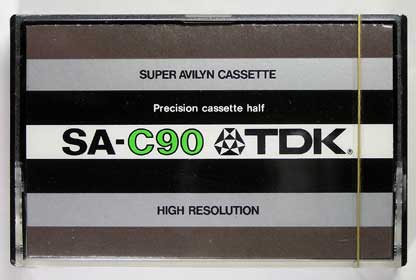 SUPER AVILYN CASSETTE
Precision cassette half
SA-C90 TDK®
HIGH RESOLUTION